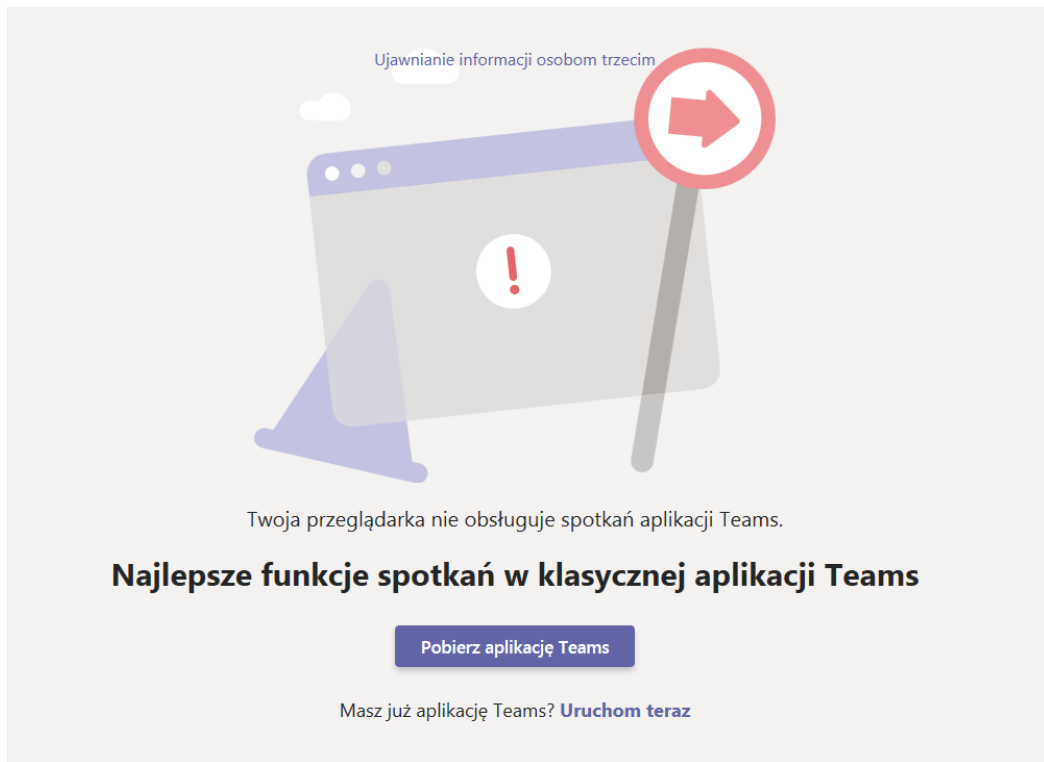 Ujawnianie informacji osobom trzecim
Twoja przeglądarka nie obsługuje spotkań aplikacji Teams.
Najlepsze funkcje spotkań w klasycznej aplikacji Teams
Pobierz aplikację Teams
Masz już aplikację Teams? Uruchom teraz